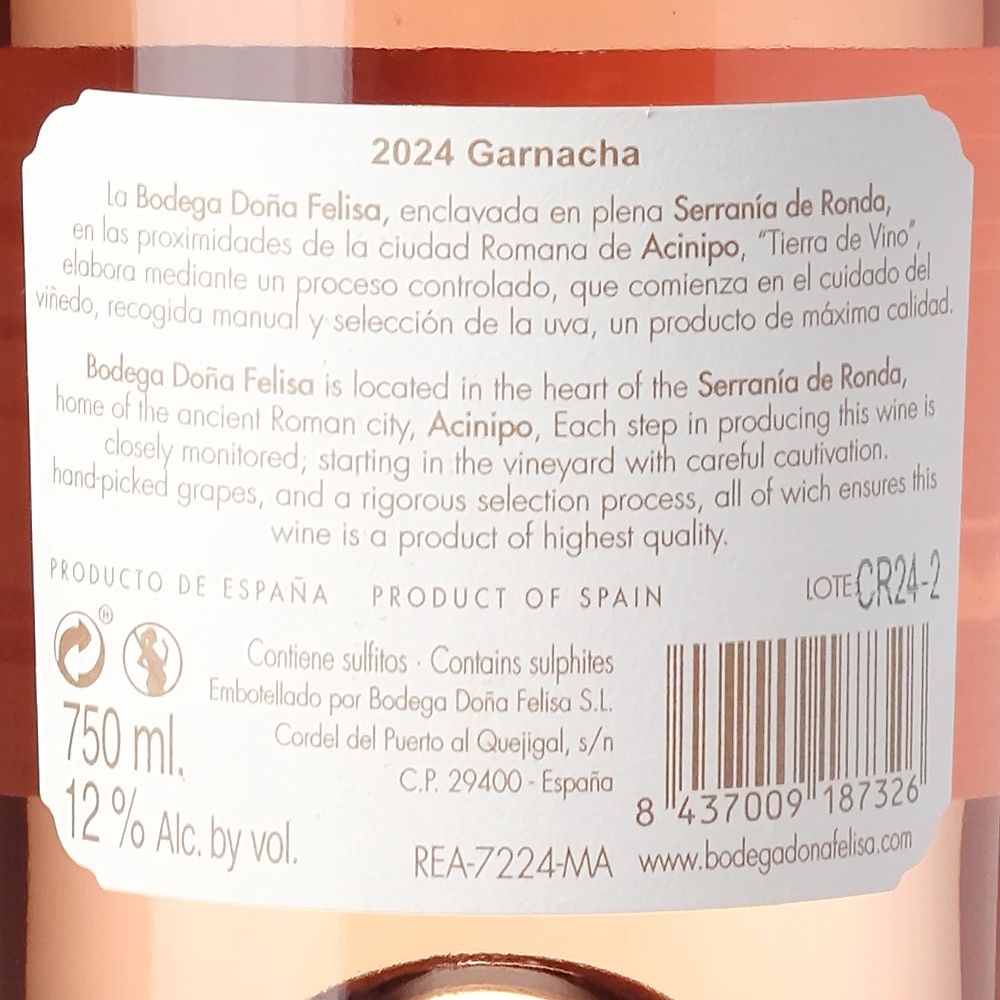 2024 Garnacha
La Bodega Doña Felisa, enclavada en plena Serranía de Ronda,
en las proximidades de la ciudad Romana de Acinipo, "Tierra de Vino",
elabora mediante un proceso controlado, que comienza en el cuidado del
viñedo, recogida manual y selección de la uva, un producto de máxima calidad.
Bodega Doña Felisa is located in the heart of the Serranía de Ronda,
home of the ancient Roman city, Acinipo, Each step in producing this wine is
closely monitored; starting in the vineyard with careful cautivation.
hand-picked grapes, and a rigorous selection process, all of wich ensures this
wine is a product of highest quality.
PRODUCTO DE ESPAÑA PRODUCT OF SPAIN
LOTE: CR24-2
®
Contiene sulfitos · Contains sulphites
Embotellado por Bodega Doña Felisa S.L.
Cordel del Puerto al Quejigal, s/n
C.P. 29400 - España
750 ml.
12 % Alc. by vol.
REA-7224-MA
8 437009 187326
www.bodegadonafelisa.com